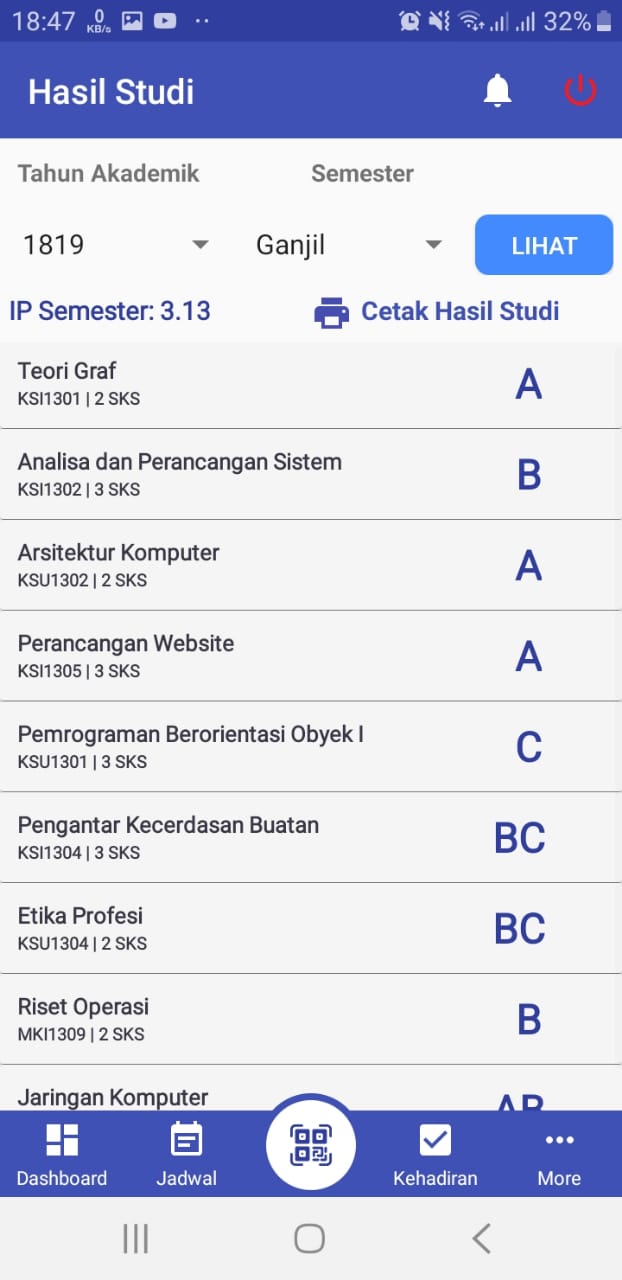 18:47 0 KB/s 32%
Hasil Studi
Tahun Akademik Semester
1819 Ganjil LIHAT
IP Semester: 3.13 Cetak Hasil Studi
Teori Graf
KSI1301 | 2 SKS
A
Analisa dan Perancangan Sistem
KSI1302 | 3 SKS
B
Arsitektur Komputer
KSU1302 | 2 SKS
A
Perancangan Website
KSI1305 | 3 SKS
A
Pemrograman Berorientasi Obyek I
KSU1301 | 3 SKS
C
Pengantar Kecerdasan Buatan
KSI1304 | 3 SKS
BC
Etika Profesi
KSU1304 | 2 SKS
BC
Riset Operasi
MKI1309 | 2 SKS
B
Jaringan Komputer
AB
Dashboard Jadwal Kehadiran More